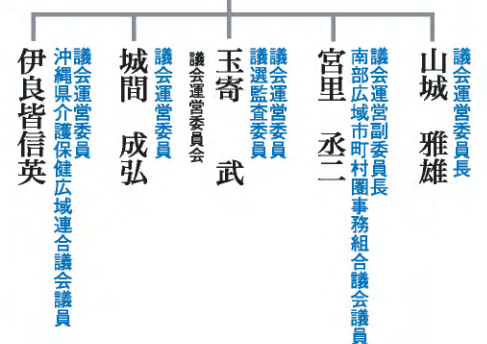 議会運営委員長
山城　雅雄
議会運営副委員長
南部広域市町村圏事務組合議会議員
宮里　丞二
議会運営委員
議選監査委員
玉寄　武
議会運営委員会
議会運営委員
城間　成弘
議会運営委員
沖縄県介護保健広域連合議会議員
伊良皆信英